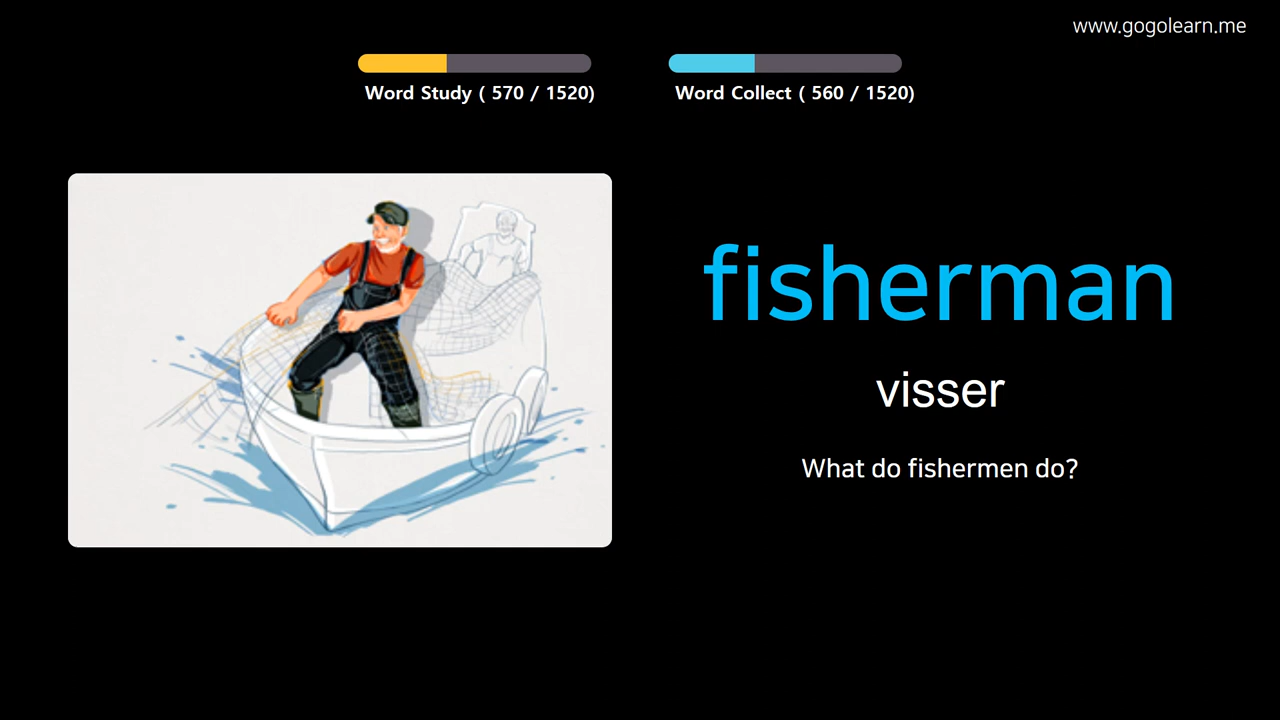 www.gogolearn.me
Word Study ( 570 / 1520)
Word Collect ( 560 / 1520)
fisherman
visser
What do fishermen do?